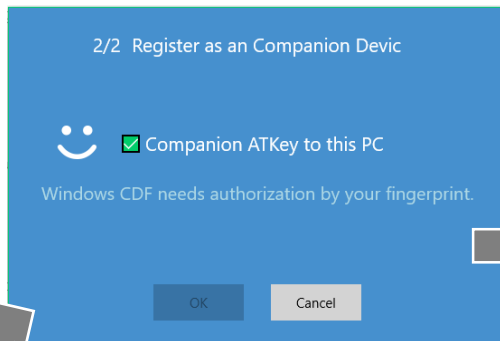 2/2 Register as an Companion Devic
Companion ATKey to this PC
Windows CDF needs authorization by your fingerprint.
OK
Cancel